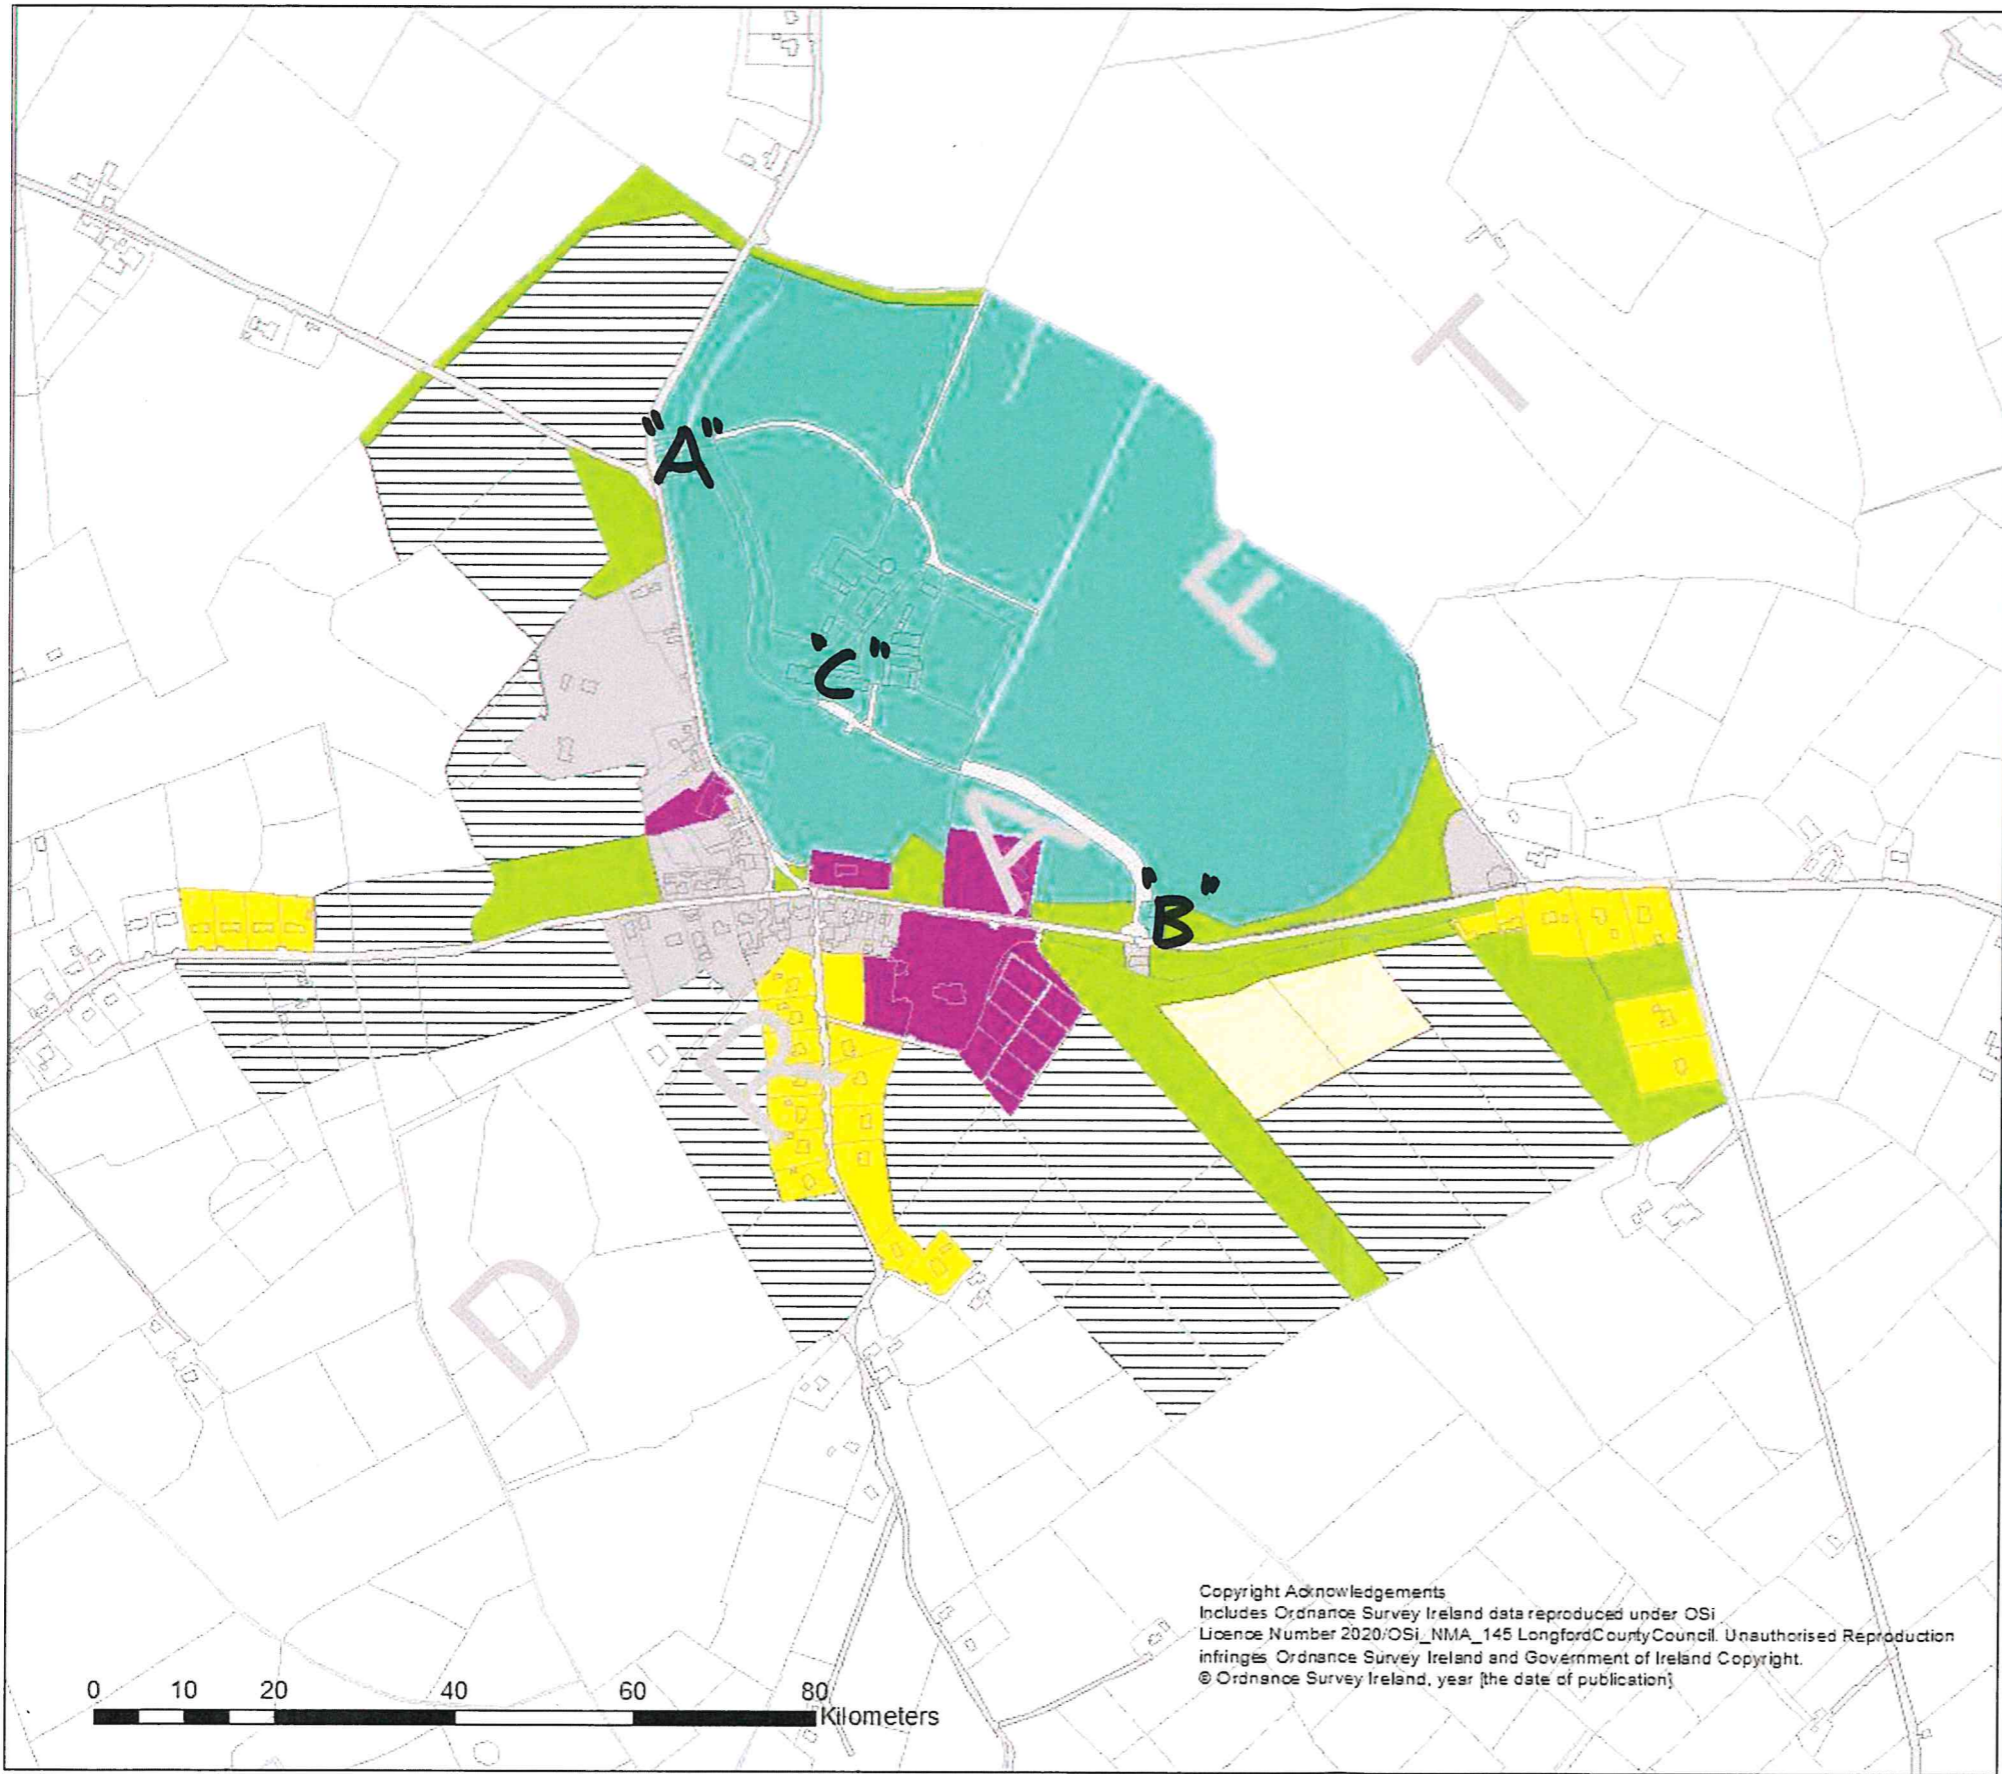 T
"A"
F
"C"
A
"B"
R
D
Copyright Acknowledgements
Includes Ordnance Survey Ireland data reproduced under OSi
Licence Number 2020/OSi_NMA_145 LongfordCountyCouncil. Unauthorised Reproduction
infringes Ordnance Survey Ireland and Government of Ireland Copyright.
© Ordnance Survey Ireland, year [the date of publication]
0 10 20 40 60 80
Kilometers